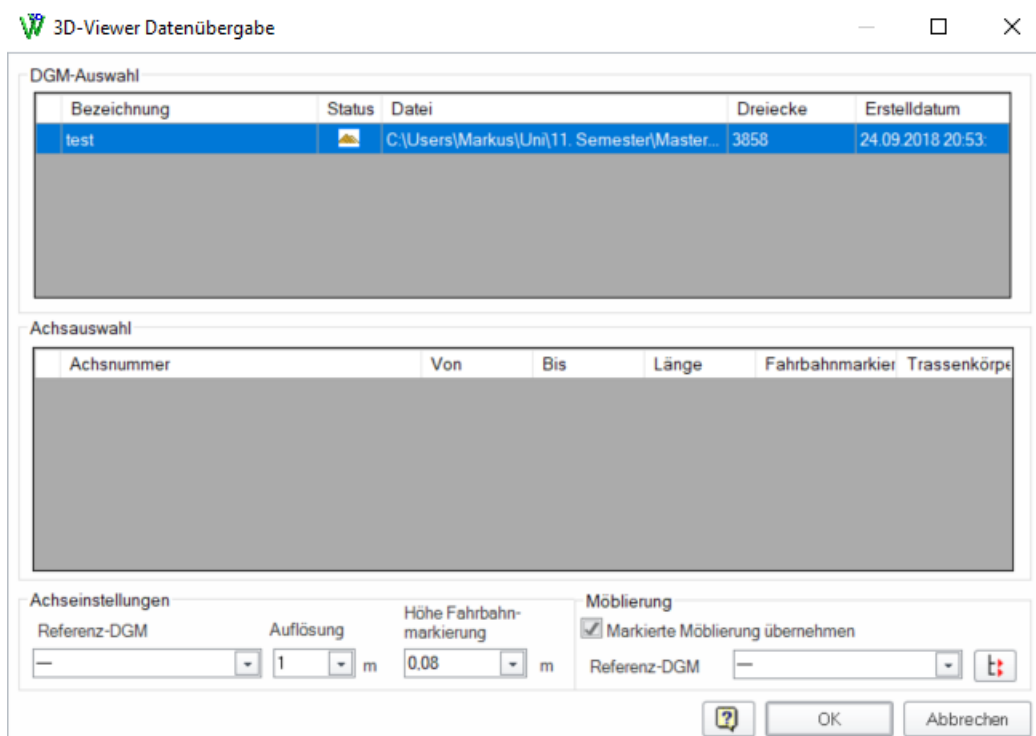 3D-Viewer Datenübergabe
DGM-Auswahl
Bezeichnung Status Datei Dreiecke Erstelldatum
test C:\Users\Markus\Uni\11. Semester\Master... 3858 24.09.2018 20:53:
Achsauswahl
Achsnummer Von Bis Länge Fahrbahnmarkier Trassenkörpe
Achseinstellungen
Referenz-DGM
Auflösung
Höhe Fahrbahn-
markierung
— 1 m 0,08 m
Möblierung
Markierte Möblierung übernehmen
Referenz-DGM —
OK Abbrechen